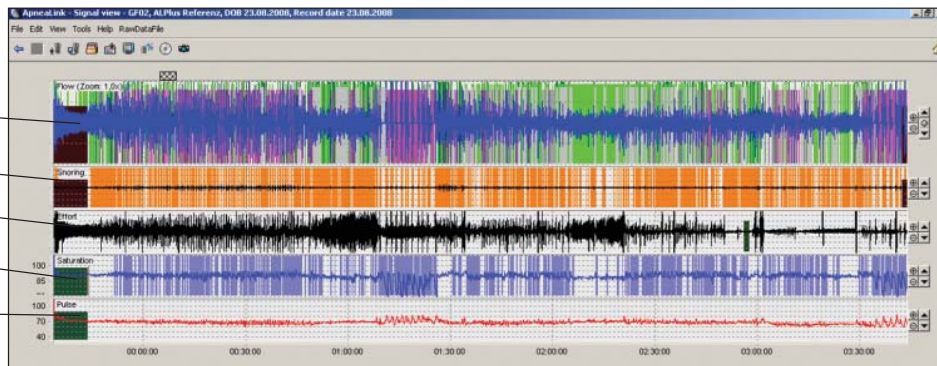 ApneaLink - Signal view - GF02, ALPlus Referenz, DOB 23.08.2008, Record date 23.08.2008
File Edit View Tools Help RawDataFile
Flow (Zoom: 1,0x)
Snoring
Effort
Saturation
100
85
Pulse
100
70
40
00:00:00 00:30:00 01:00:00 01:30:00 02:00:00 02:30:00 03:00:00 03:30:00